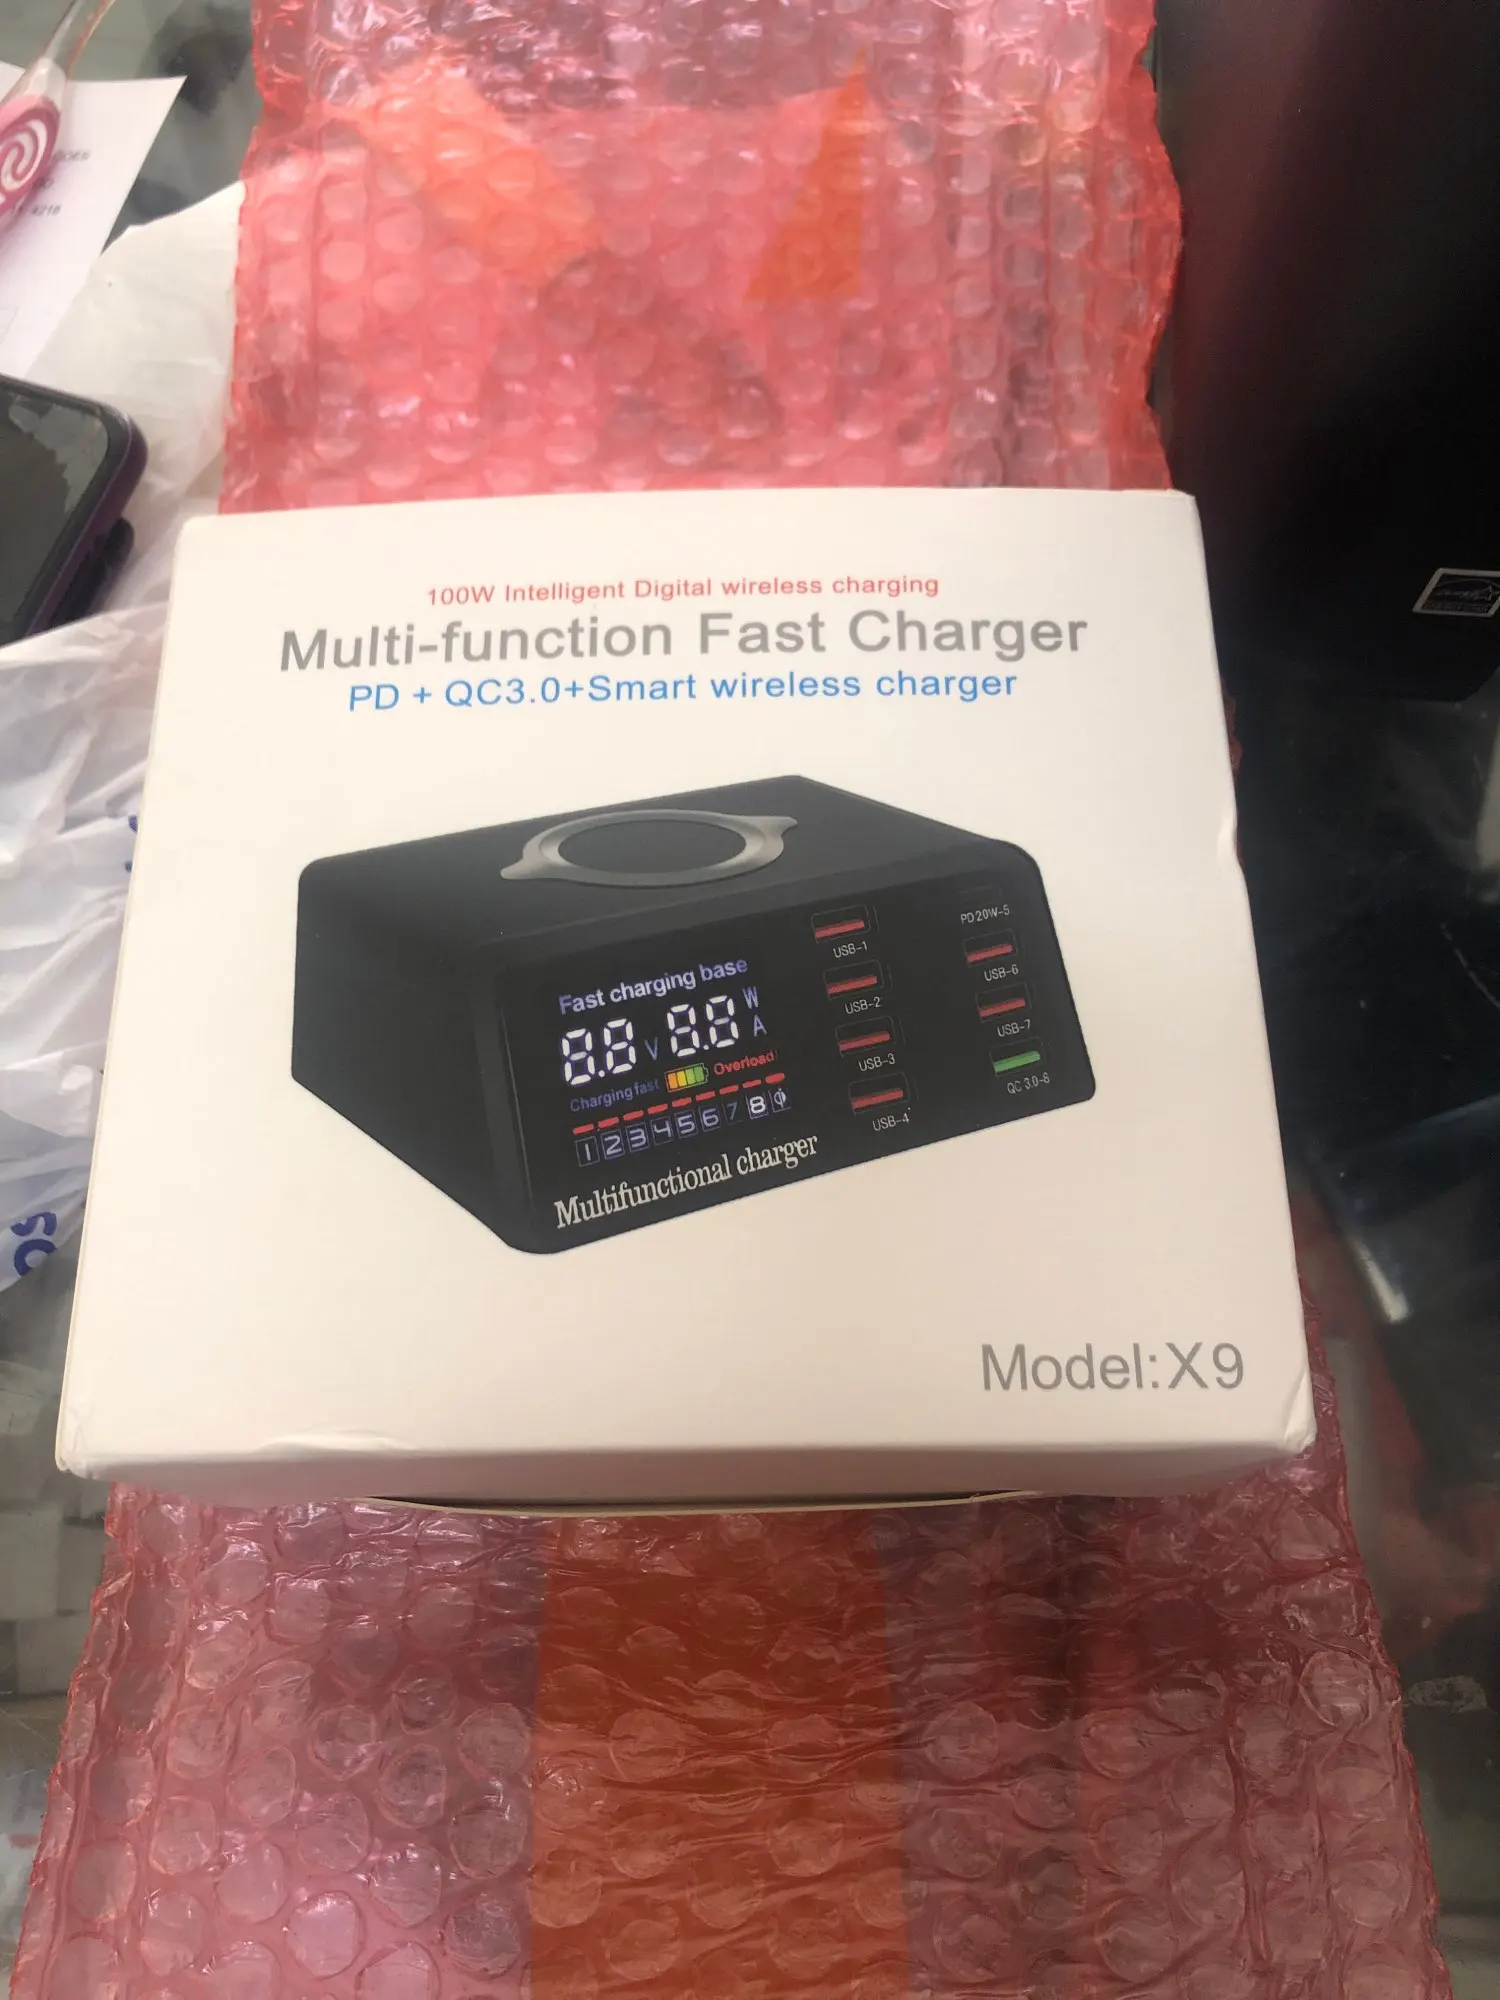 4218
100W Intelligent Digital wireless charging
Multi-function Fast Charger
PD + QC3.0+Smart wireless charger
Fast charging base
8.8 V 8.8 W A
Charging fast Overload
1 2 3 4 5 6 7 8
Multifunctional charger
USB-1
USB-2
USB-3
USB-4
PD 20W-5
USB-6
USB-7
QC 3.0-8
Model:X9